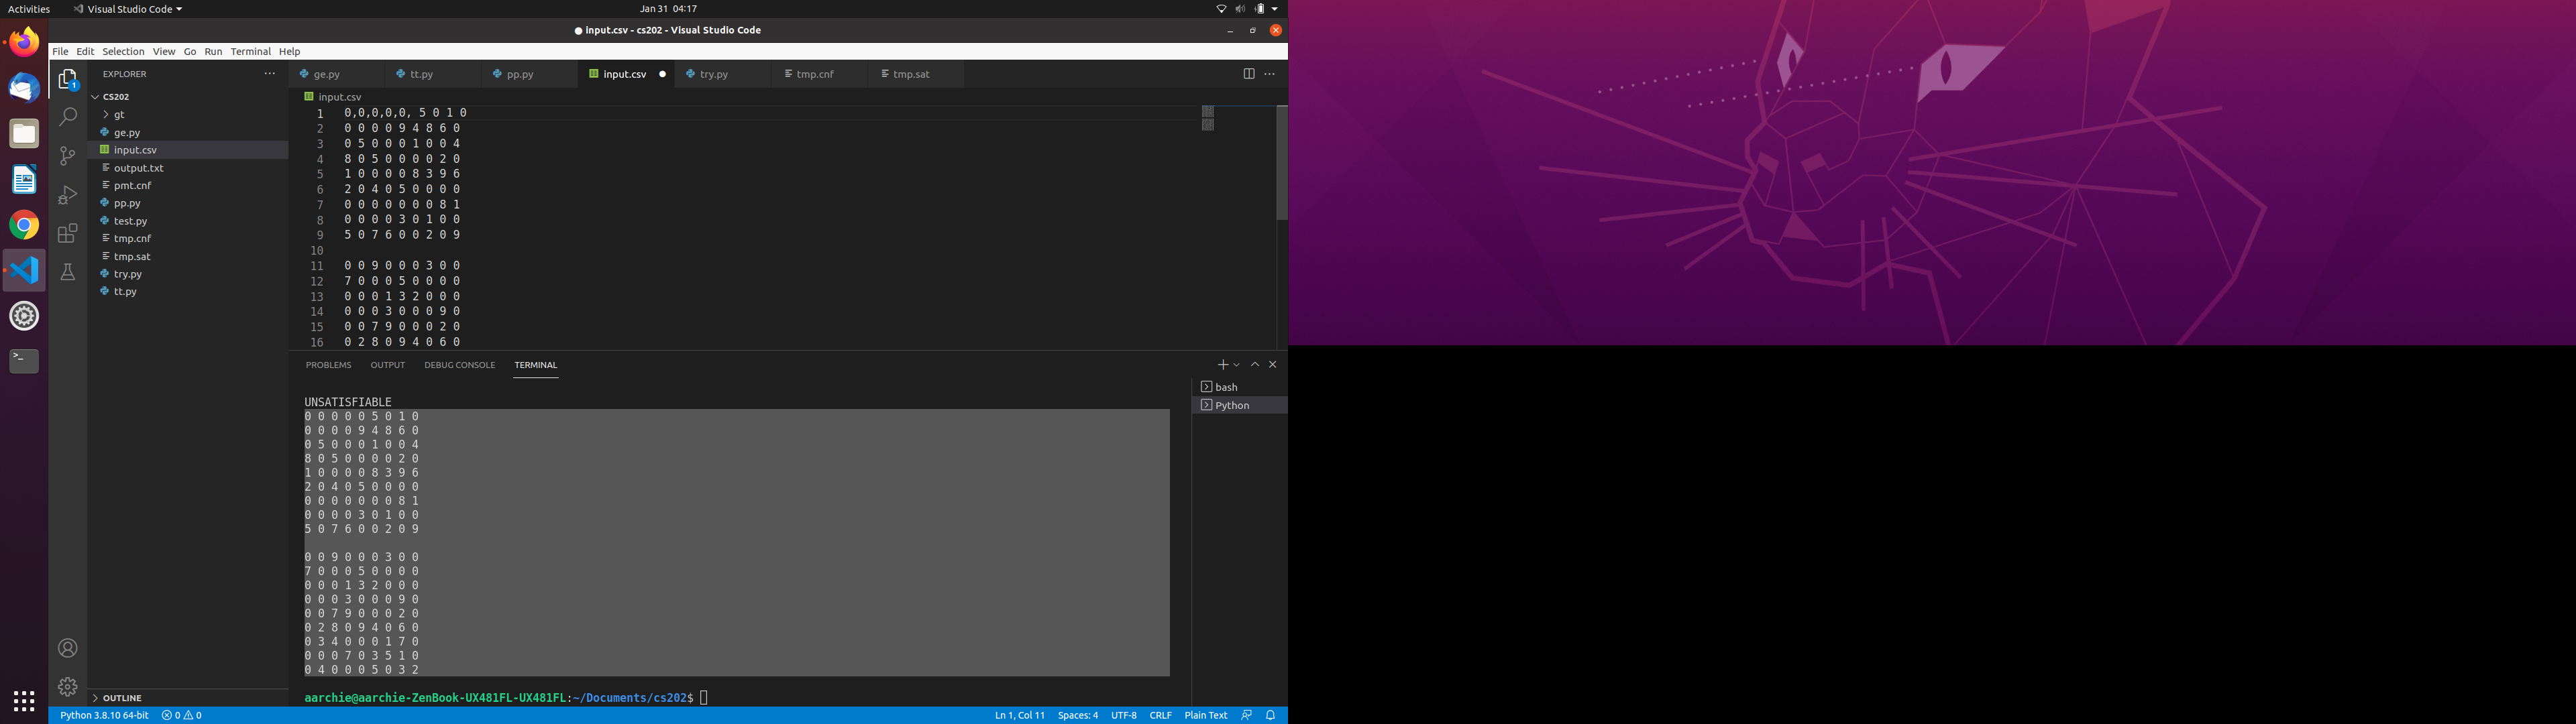 Activities
Visual Studio Code
Jan 31 04:17
● input.csv - cs202 - Visual Studio Code
File Edit Selection View Go Run Terminal Help
EXPLORER
CS202
gt
ge.py
input.csv
output.txt
pmt.cnf
pp.py
test.py
tmp.cnf
tmp.sat
try.py
tt.py
OUTLINE
1
ge.py tt.py pp.py input.csv try.py tmp.cnf tmp.sat
input.csv
1 0,0,0,0,0, 5 0 1 0
2 0 0 0 0 9 4 8 6 0
3 0 5 0 0 0 1 0 0 4
4 8 0 5 0 0 0 0 2 0
5 1 0 0 0 0 8 3 9 6
6 2 0 4 0 5 0 0 0 0
7 0 0 0 0 0 0 0 8 1
8 0 0 0 0 3 0 1 0 0
9 5 0 7 6 0 0 2 0 9
10
11 0 0 9 0 0 0 3 0 0
12 7 0 0 0 5 0 0 0 0
13 0 0 0 1 3 2 0 0 0
14 0 0 0 3 0 0 0 9 0
15 0 0 7 9 0 0 0 2 0
16 0 2 8 0 9 4 0 6 0
PROBLEMS OUTPUT DEBUG CONSOLE TERMINAL
bash
Python
UNSATISFIABLE
0 0 0 0 0 5 0 1 0
0 0 0 0 9 4 8 6 0
0 5 0 0 0 1 0 0 4
8 0 5 0 0 0 0 2 0
1 0 0 0 0 8 3 9 6
2 0 4 0 5 0 0 0 0
0 0 0 0 0 0 0 8 1
0 0 0 0 3 0 1 0 0
5 0 7 6 0 0 2 0 9
0 0 9 0 0 0 3 0 0
7 0 0 0 5 0 0 0 0
0 0 0 1 3 2 0 0 0
0 0 0 3 0 0 0 9 0
0 0 7 9 0 0 0 2 0
0 2 8 0 9 4 0 6 0
0 3 4 0 0 0 1 7 0
0 0 0 7 0 3 5 1 0
0 4 0 0 0 5 0 3 2
aarchie@aarchie-ZenBook-UX481FL-UX481FL:~/Documents/cs202$
Python 3.8.10 64-bit 0 0 Ln 1, Col 11 Spaces: 4 UTF-8 CRLF Plain Text